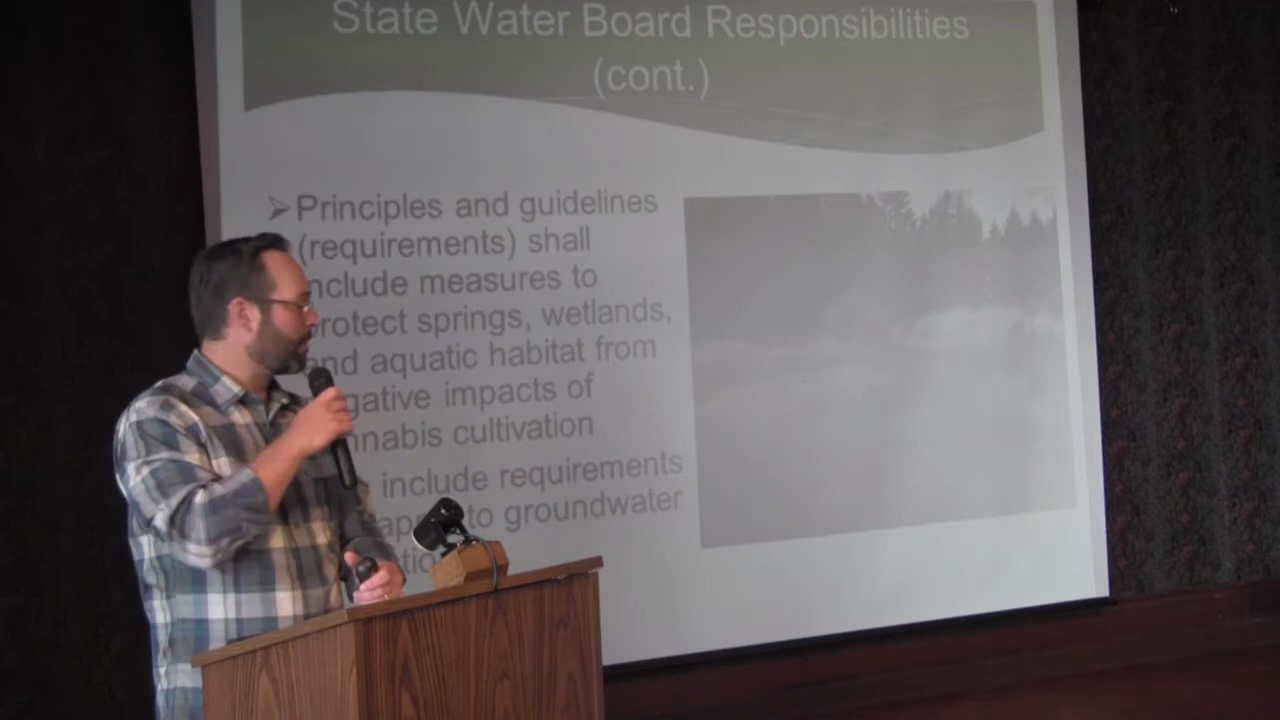 State Water Board Responsibilities
(cont.)
➢Principles and guidelines
(requirements) shall
include measures to
protect springs, wetlands,
and aquatic habitat from
negative impacts of
cannabis cultivation
include requirements
to groundwater